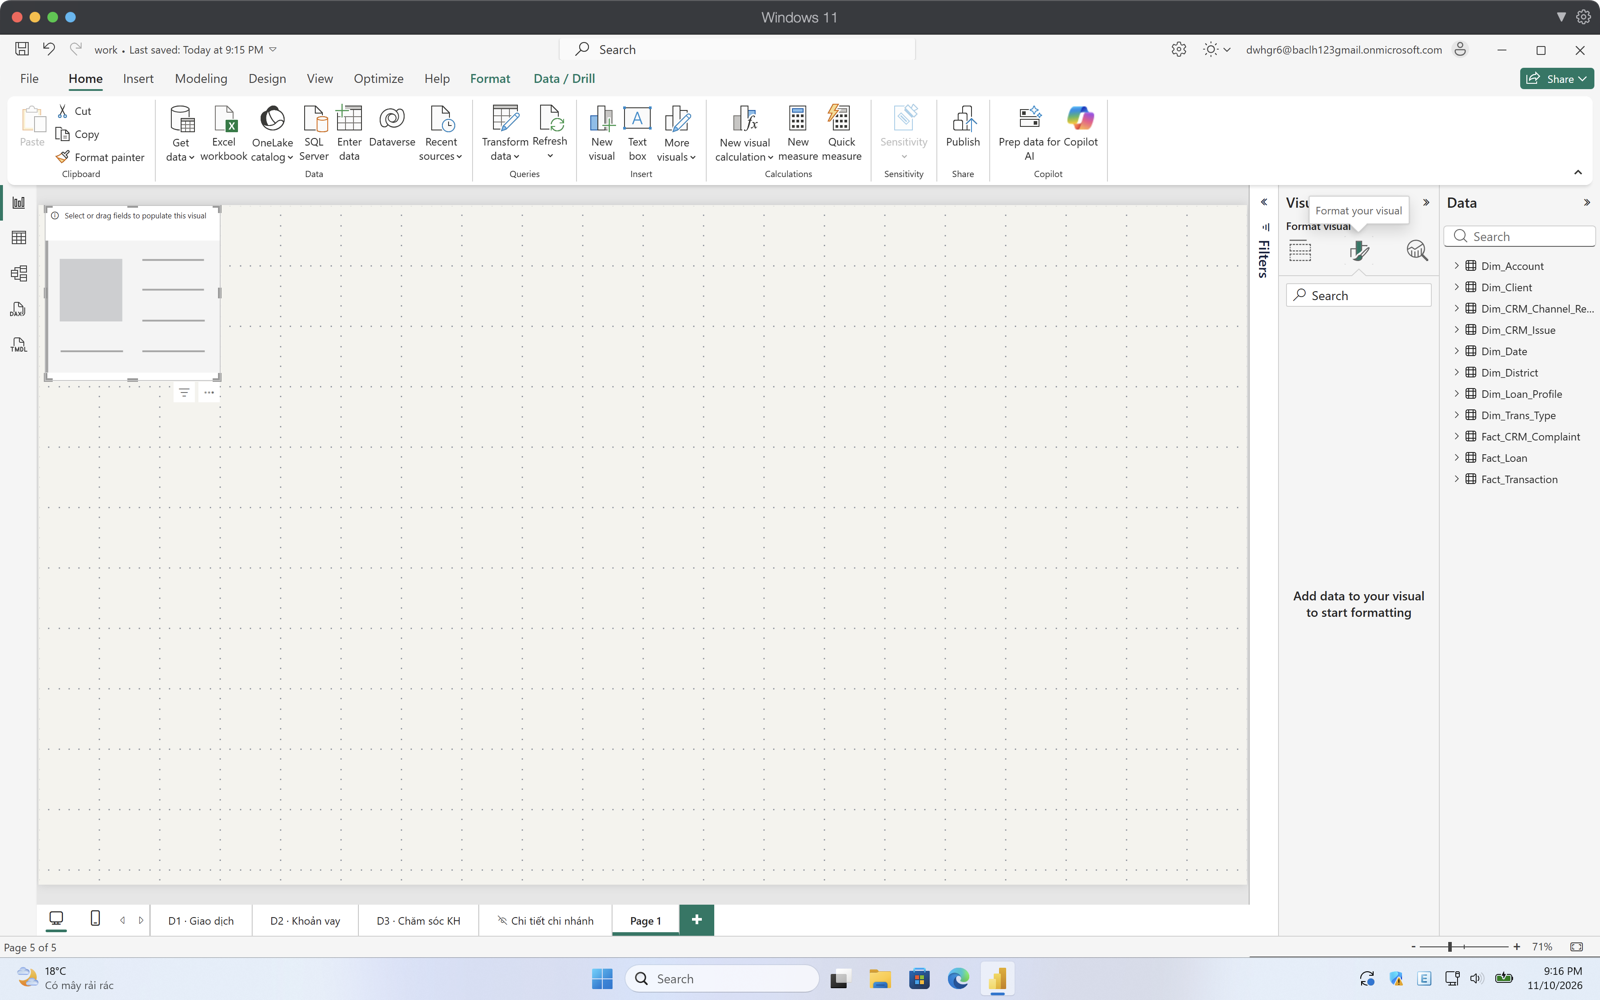 Windows 11
work • Last saved: Today at 9:15 PM
Search
dwhgr6@baclh123gmail.onmicrosoft.com
File
Home
Insert
Modeling
Design
View
Optimize
Help
Format
Data / Drill
Share
Paste
Cut
Copy
Format painter
Clipboard
Get data
Excel workbook
OneLake catalog
SQL Server
Enter data
Dataverse
Recent sources
Data
Transform data
Refresh
Queries
New visual
Text box
More visuals
Insert
New visual calculation
New measure
Quick measure
Calculations
Sensitivity
Sensitivity
Publish
Share
Prep data for AI
Copilot
Copilot
DAX
TMDL
Select or drag fields to populate this visual
Filters
Visu
Format your visual
Format visual
Search
Add data to your visual
to start formatting
Data
Search
Dim_Account
Dim_Client
Dim_CRM_Channel_Re...
Dim_CRM_Issue
Dim_Date
Dim_District
Dim_Loan_Profile
Dim_Trans_Type
Fact_CRM_Complaint
Fact_Loan
Fact_Transaction
D1 · Giao dịch
D2 · Khoản vay
D3 · Chăm sóc KH
Chi tiết chi nhánh
Page 1
Page 5 of 5
71%
18°C
Có mây rải rác
Search
9:16 PM
11/10/2026